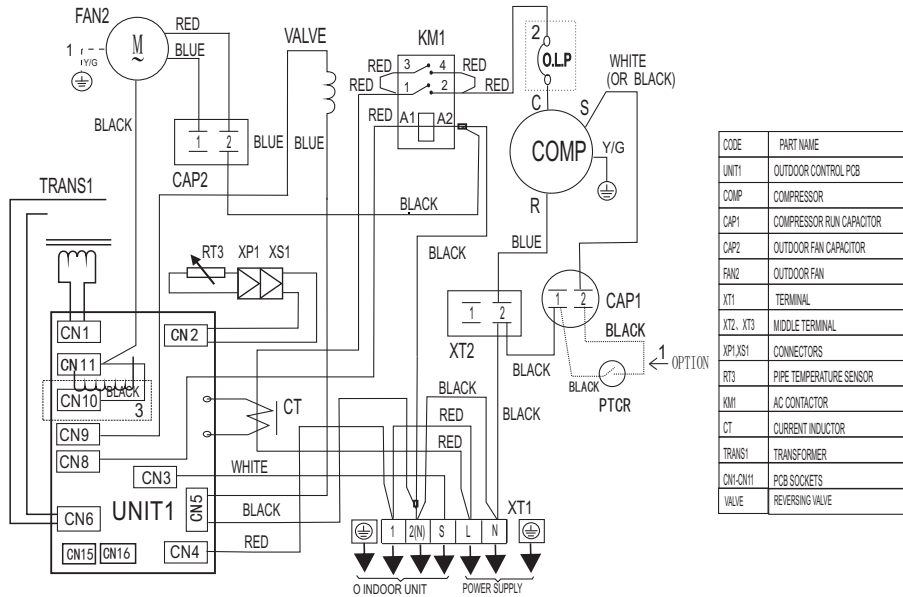 FAN2
RED
1
Y/G
M
~
BLUE
BLACK
1 2
CAP2
BLUE
VALVE
BLUE
KM1
RED 3 4 RED
RED 1 2 RED
RED A1 A2
BLACK
BLACK
2
O.L.P
C S
WHITE
(OR BLACK)
COMP
Y/G
R
BLUE
1 2
XT2
1 2
CAP1
BLACK
BLACK
BLACK
1 OPTION
PTCR
BLACK
TRANS1
RT3 XP1 XS1
CN1
CN2
CN11
BLACK
CN10
3
CN9
CN8
CN3
CN6
UNIT1
CN5
CN15 CN16
CN4
CT
WHITE
BLACK
RED
BLACK
RED
RED
XT1
1 2(N) S L N
O INDOOR UNIT
POWER SUPPLY
CODE PART NAME
UNIT1 OUTDOOR CONTROL PCB
COMP COMPRESSOR
CAP1 COMPRESSOR RUN CAPACITOR
CAP2 OUTDOOR FAN CAPACITOR
FAN2 OUTDOOR FAN
XT1 TERMINAL
XT2、XT3 MIDDLE TERMINAL
XP1,XS1 CONNECTORS
RT3 PIPE TEMPERATURE SENSOR
KM1 AC CONTACTOR
CT CURRENT INDUCTOR
TRANS1 TRANSFORMER
CN1-CN11 PCB SOCKETS
VALVE REVERSING VALVE